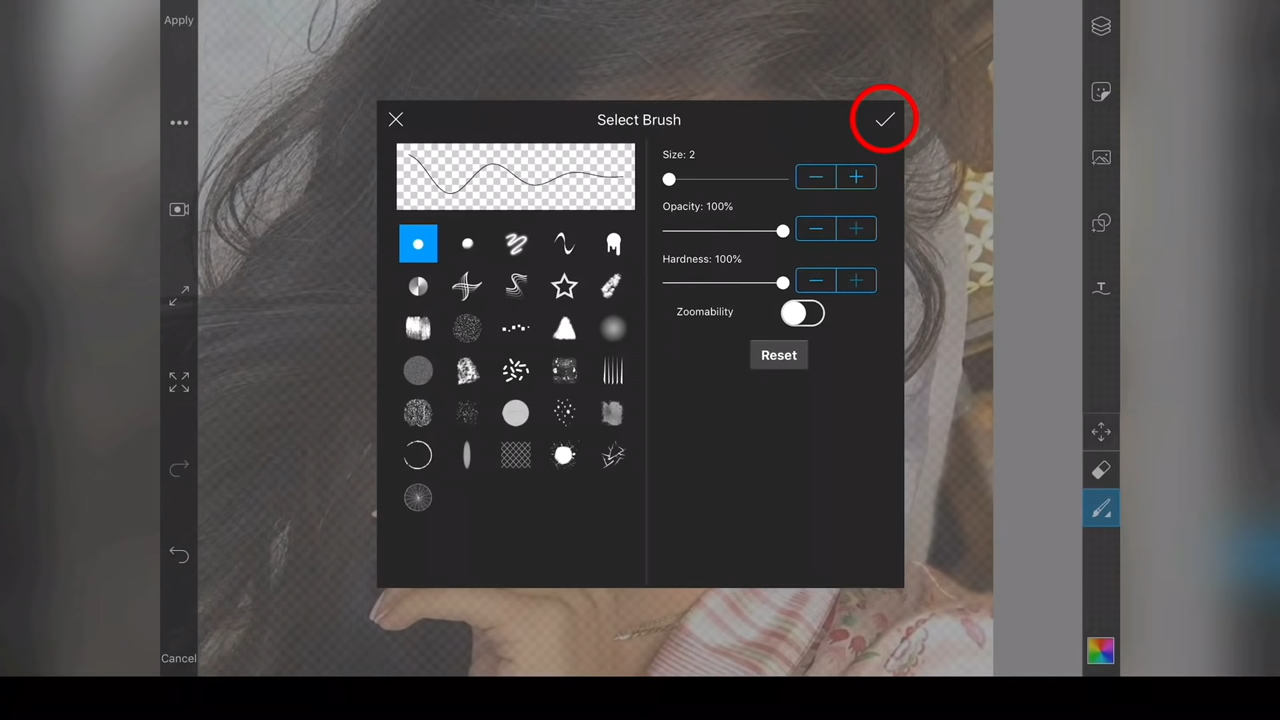 Apply
Select Brush
Size: 2
Opacity: 100%
Hardness: 100%
Zoomability
Reset
Cancel